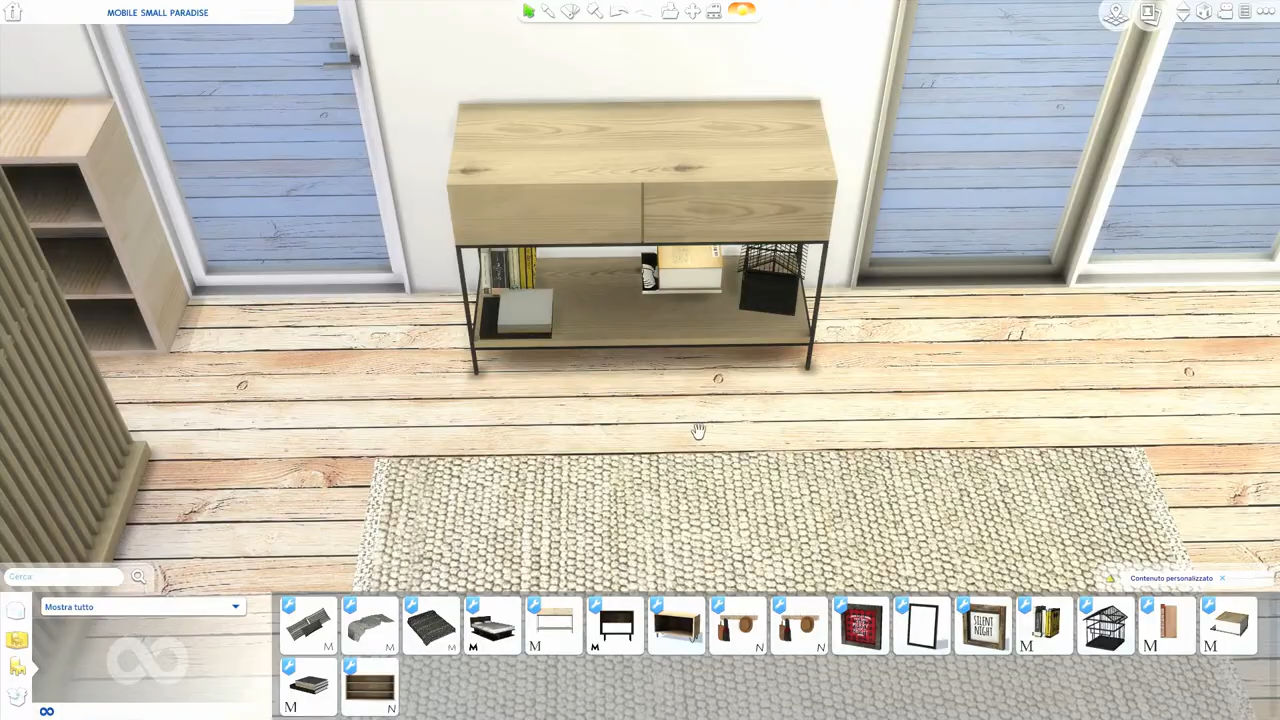 MOBILE SMALL PARADISE
Cerca:
Contenuto personalizzato
Mostra tutto
M
M
M
M
M
M
N
N
SILENT
NIGHT
M
M
M
M
N